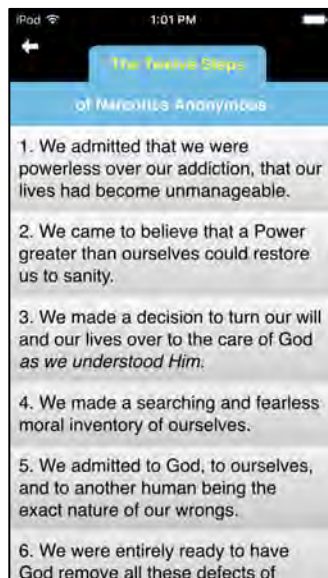 iPod 1:01 PM
The Twelve Steps
of Narcotics Anonymous
1. We admitted that we were
powerless over our addiction, that our
lives had become unmanageable.
2. We came to believe that a Power
greater than ourselves could restore
us to sanity.
3. We made a decision to turn our will
and our lives over to the care of God
as we understood Him.
4. We made a searching and fearless
moral inventory of ourselves.
5. We admitted to God, to ourselves,
and to another human being the
exact nature of our wrongs.
6. We were entirely ready to have
God remove all these defects of